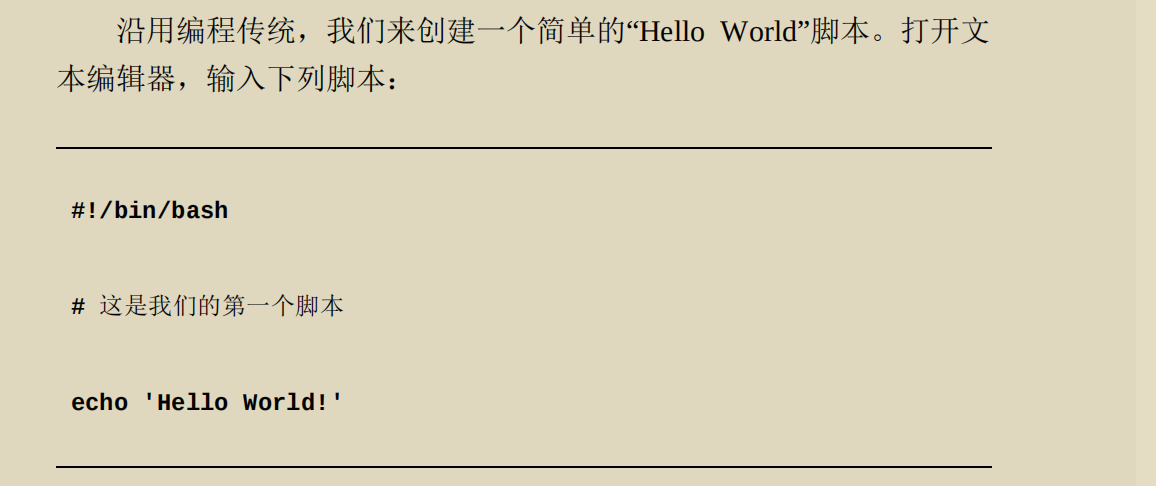 沿用编程传统，我们来创建一个简单的“Hello World”脚本。打开文
本编辑器，输入下列脚本：
#!/bin/bash
# 这是我们的第一个脚本
echo 'Hello World!'